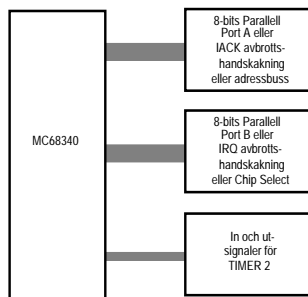 MC68340
8-bits Parallell
Port A eller
IACK avbrotts-
handskakning
eller adressbuss
8-bits Parallell
Port B eller
IRQ avbrotts-
handskakning
eller Chip Select
In och ut-
signaler för
TIMER 2